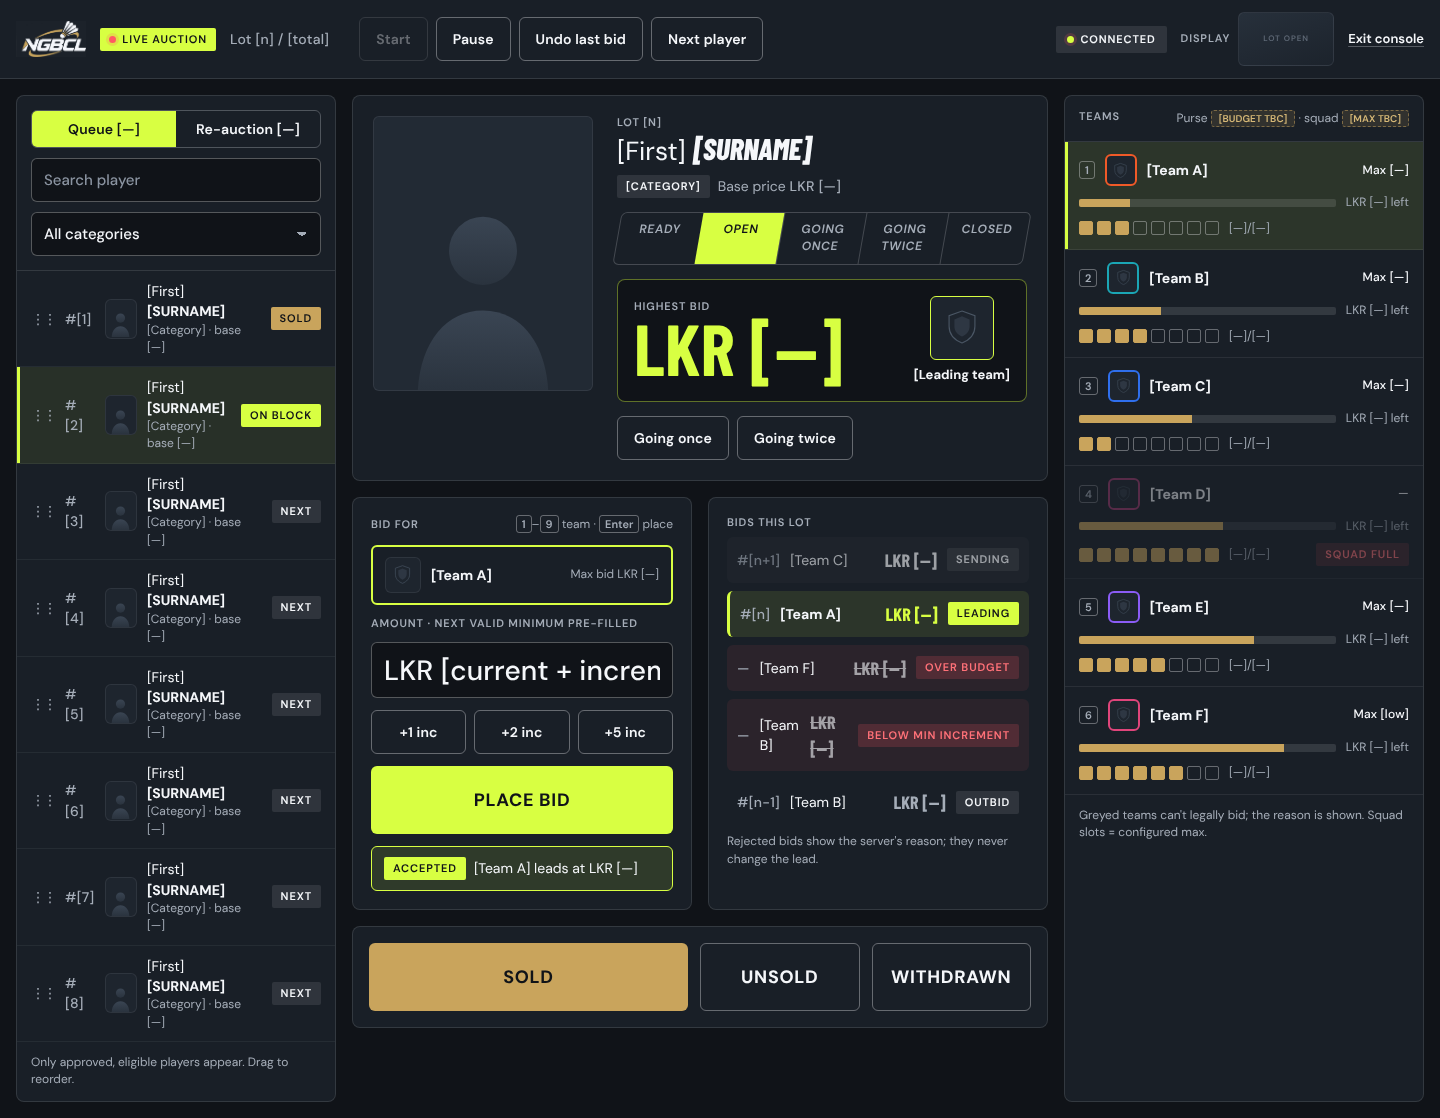 NGBCL
LIVE AUCTION
Lot [n] / [total]
Start
Pause
Undo last bid
Next player
CONNECTED
DISPLAY
LOT OPEN
Exit console
Queue [—]
Re-auction [—]
Search player
All categories
#[1]
[First]
[SURNAME]
[Category] · base
[—]
SOLD
#
[2]
[First]
[SURNAME]
[Category] ·
base [—]
ON BLOCK
#
[3]
[First]
[SURNAME]
[Category] · base
[—]
NEXT
#
[4]
[First]
[SURNAME]
[Category] · base
[—]
NEXT
#
[5]
[First]
[SURNAME]
[Category] · base
[—]
NEXT
#
[6]
[First]
[SURNAME]
[Category] · base
[—]
NEXT
#[7]
[First]
[SURNAME]
[Category] · base
[—]
NEXT
#
[8]
[First]
[SURNAME]
[Category] · base
[—]
NEXT
Only approved, eligible players appear. Drag to
reorder.
LOT [N]
[First] [SURNAME]
[CATEGORY] Base price LKR [—]
READY
OPEN
GOING
ONCE
GOING
TWICE
CLOSED
HIGHEST BID
LKR [—]
[Leading team]
Going once
Going twice
BID FOR
1–9 team · Enter place
[Team A]
Max bid LKR [—]
AMOUNT · NEXT VALID MINIMUM PRE-FILLED
LKR [current + incren
+1 inc
+2 inc
+5 inc
PLACE BID
ACCEPTED [Team A] leads at LKR [—]
BIDS THIS LOT
#[n+1] [Team C] LKR [—] SENDING
#[n] [Team A] LKR [—] LEADING
— [Team F] LKR [—] OVER BUDGET
— [Team
B]
LKR
[—]
BELOW MIN INCREMENT
#[n−1] [Team B] LKR [—] OUTBID
Rejected bids show the server's reason; they never
change the lead.
SOLD
UNSOLD
WITHDRAWN
TEAMS
Purse [BUDGET TBC] · squad [MAX TBC]
1 [Team A] Max [—]
LKR [—] left
[—]/[—]
2 [Team B] Max [—]
LKR [—] left
[—]/[—]
3 [Team C] Max [—]
LKR [—] left
[—]/[—]
4 [Team D] —
LKR [—] left
[—]/[—] SQUAD FULL
5 [Team E] Max [—]
LKR [—] left
[—]/[—]
6 [Team F] Max [low]
LKR [—] left
[—]/[—]
Greyed teams can't legally bid; the reason is shown. Squad
slots = configured max.